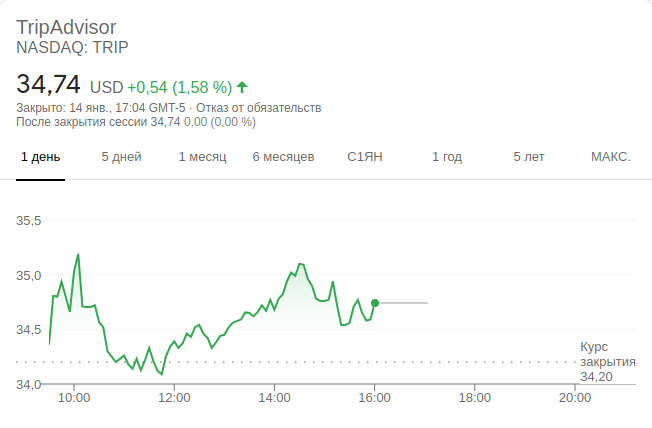 TripAdvisor
NASDAQ: TRIP
34,74 USD +0,54 (1,58 %)
Закрыто: 14 янв., 17:04 GMT-5 · Отказ от обязательств
После закрытия сессии 34,74 0,00 (0,00 %)
1 день 5 дней 1 месяц 6 месяцев С1ЯН 1 год 5 лет МАКС.
35,5
35,0
34,5
Курс
закрытия
34,20
34,0
10:00 12:00 14:00 16:00 18:00 20:00